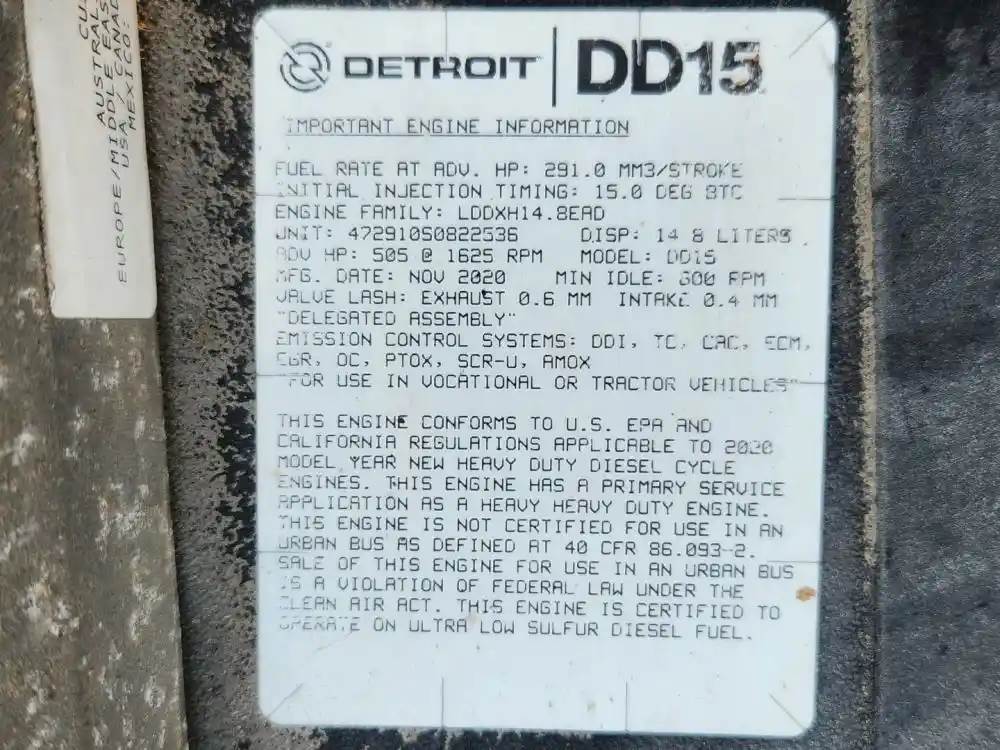 CU
AUSTRAL
EUROPE/MIDDLE EAS
USA/CANAD
MEXICO:
DETROIT DD15
IMPORTANT ENGINE INFORMATION
FUEL RATE AT ADV. HP: 291.0 MM3/STROKE
INITIAL INJECTION TIMING: 15.0 DEG BTC
ENGINE FAMILY: LDDXH14.8EAD
UNIT: 472910S0822536 DISP: 14.8 LITERS
ADV HP: 505 @ 1625 RPM MODEL: DD15
MFG. DATE: NOV 2020 MIN IDLE: 600 RPM
VALVE LASH: EXHAUST 0.6 MM INTAKE 0.4 MM
"DELEGATED ASSEMBLY"
EMISSION CONTROL SYSTEMS: DDI, TC, CAC, ECM,
EGR, OC, PTOX, SCR-U, AMOX
"FOR USE IN VOCATIONAL OR TRACTOR VEHICLES"
THIS ENGINE CONFORMS TO U.S. EPA AND
CALIFORNIA REGULATIONS APPLICABLE TO 2020
MODEL YEAR NEW HEAVY DUTY DIESEL CYCLE
ENGINES. THIS ENGINE HAS A PRIMARY SERVICE
APPLICATION AS A HEAVY HEAVY DUTY ENGINE.
THIS ENGINE IS NOT CERTIFIED FOR USE IN AN
URBAN BUS AS DEFINED AT 40 CFR 86.093-2.
SALE OF THIS ENGINE FOR USE IN AN URBAN BUS
IS A VIOLATION OF FEDERAL LAW UNDER THE
CLEAN AIR ACT. THIS ENGINE IS CERTIFIED TO
OPERATE ON ULTRA LOW SULFUR DIESEL FUEL.